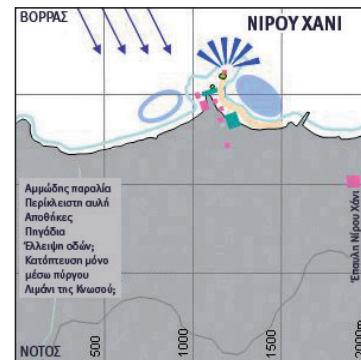 ΒΟΡΡΑΣ
ΝΙΡΟΥ ΧΑΝΙ
Αμμώδης παραλία
Περίκλειστη αυλή
Αποθήκες
Πηγάδια
Έλλειψη οδών;
Κατόπτευση μόνο
μέσω πύργου
Λιμάνι της Κνωσού;
Έπαυλη Νίρου Χάνι
ΝΟΤΟΣ
500
1000
1500
2000m